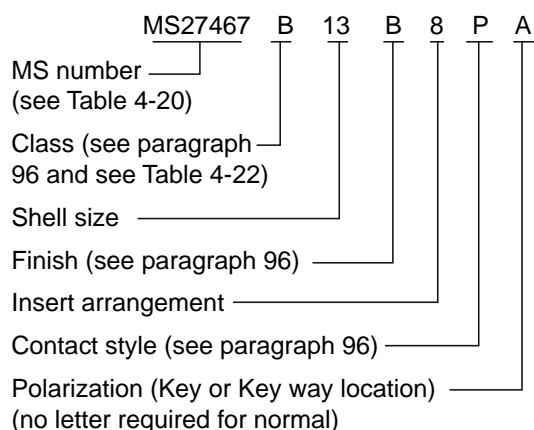 MS27467 B 13 B 8 P A
MS number
(see Table 4-20)
Class (see paragraph
96 and see Table 4-22)
Shell size
Finish (see paragraph 96)
Insert arrangement
Contact style (see paragraph 96)
Polarization (Key or Key way location)
(no letter required for normal)